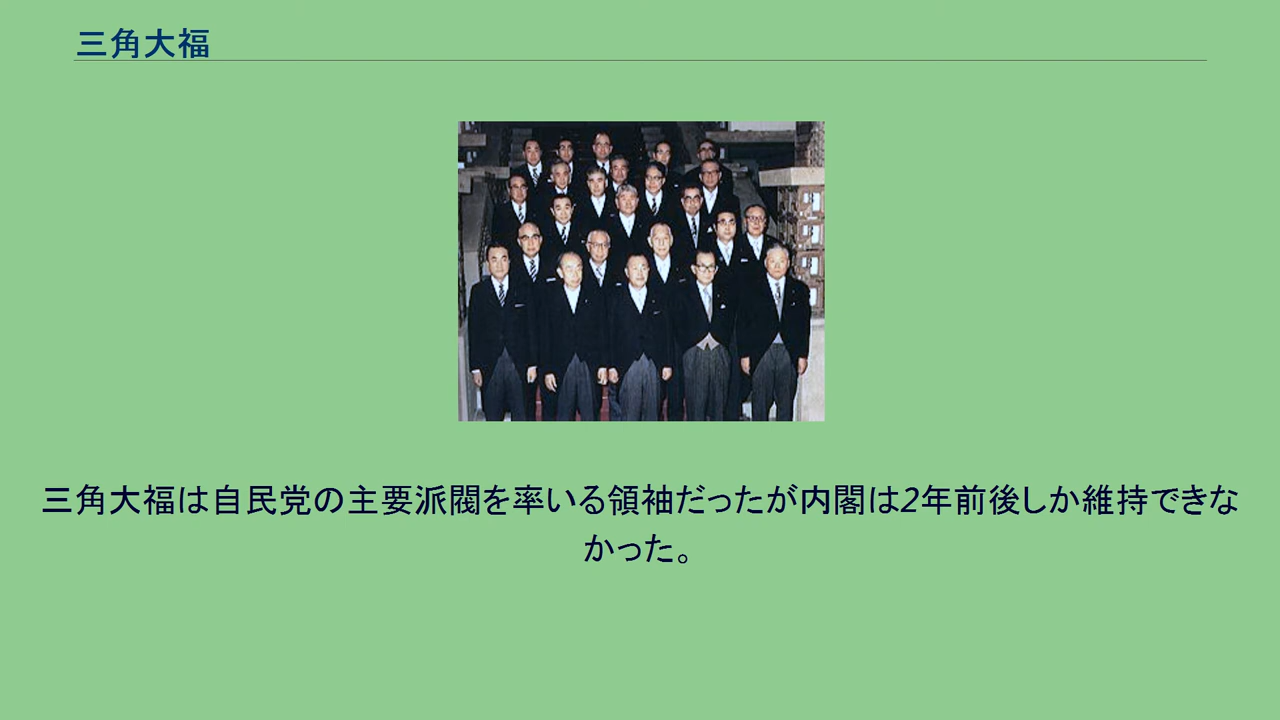 三角大福
三角大福は自民党の主要派閥を率いる領袖だったが内閣は2年前後しか維持できな
かった。